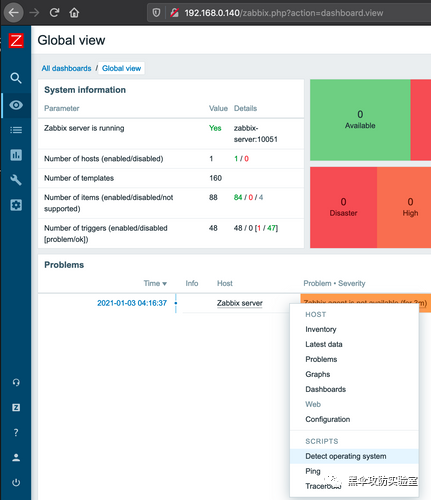 192.168.0.140/zabbix.php?action=dashboard.view
Z
Global view
All dashboards / Global view
System information
Parameter Value Details
Zabbix server is running Yes zabbix-
server:10051
Number of hosts (enabled/disabled) 1 1 / 0
Number of templates 160
Number of items (enabled/disabled/not
supported) 88 84 / 0 / 4
Number of triggers (enabled/disabled
[problem/ok]) 48 48 / 0 [1 / 47]
0
Available
0
Disaster
0
High
Problems
Time ▼ Info Host Problem • Severity
2021-01-03 04:16:37 Zabbix server Zabbix agent is not available (for 3m)
HOST
Inventory
Latest data
Problems
Graphs
Dashboards
Web
Configuration
SCRIPTS
Detect operating system
Ping
Traceroute
Z
?
黑伞攻防实验室